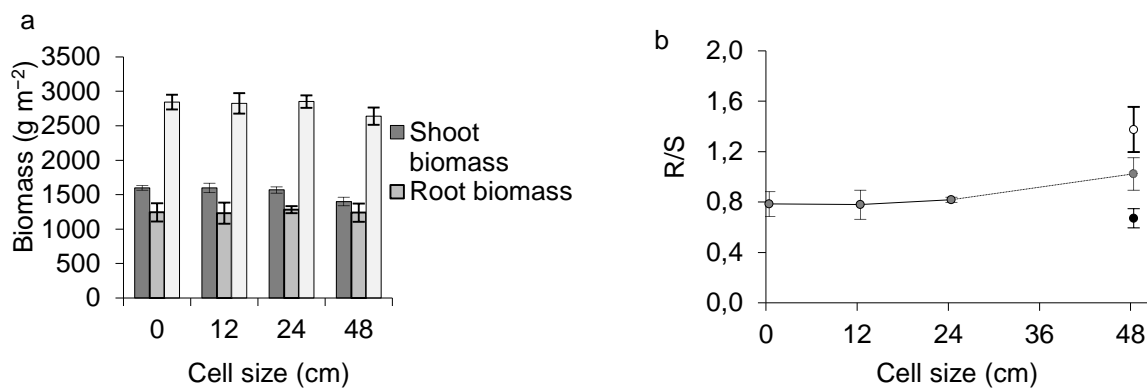 a
3500
3000
2500
2000
1500
1000
500
0
Biomass (g m⁻²)
0 12 24 48
Cell size (cm)
Shoot
biomass
Root biomass
b
2,0
1,6
1,2
0,8
0,4
0,0
R/S
0 12 24 36 48
Cell size (cm)